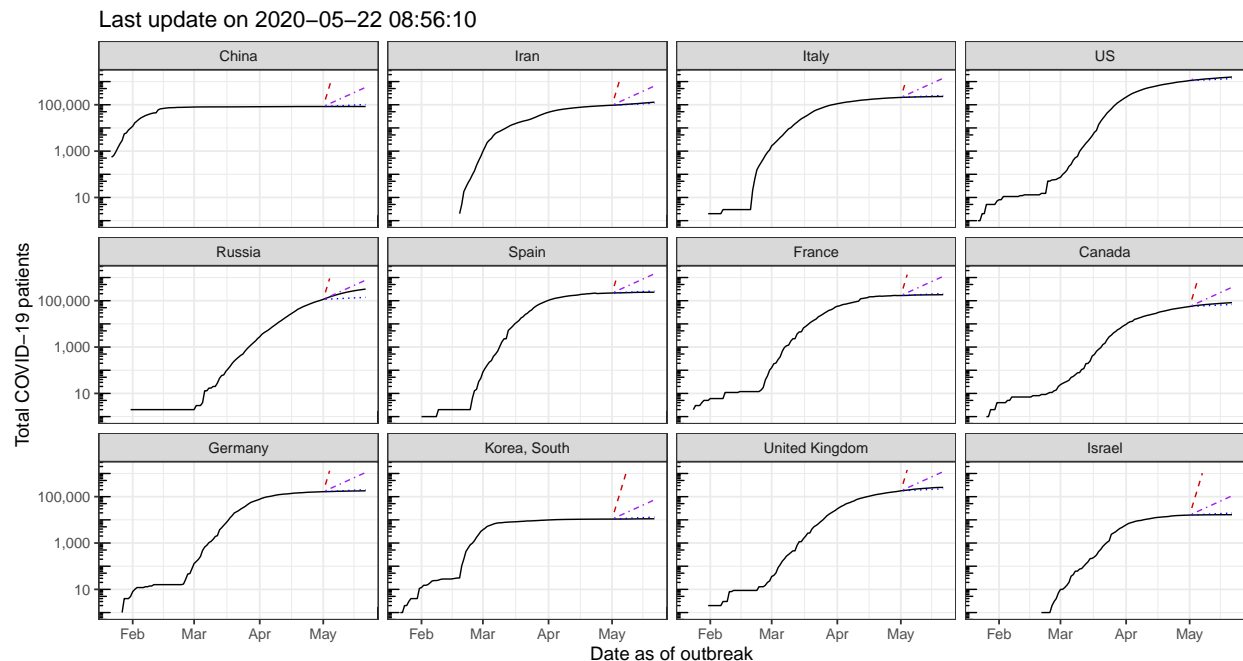 Last update on 2020−05−22 08:56:10
China Iran Italy US
100,000
1,000
10
Russia Spain France Canada
100,000
1,000
10
Germany Korea, South United Kingdom Israel
100,000
1,000
10
Feb Mar Apr May Feb Mar Apr May Feb Mar Apr May Feb Mar Apr May
Date as of outbreak
Total COVID−19 patients